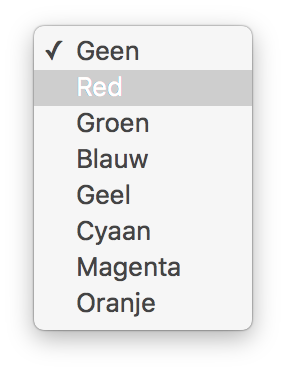 ✓ Geen
Red
Groen
Blauw
Geel
Cyaan
Magenta
Oranje